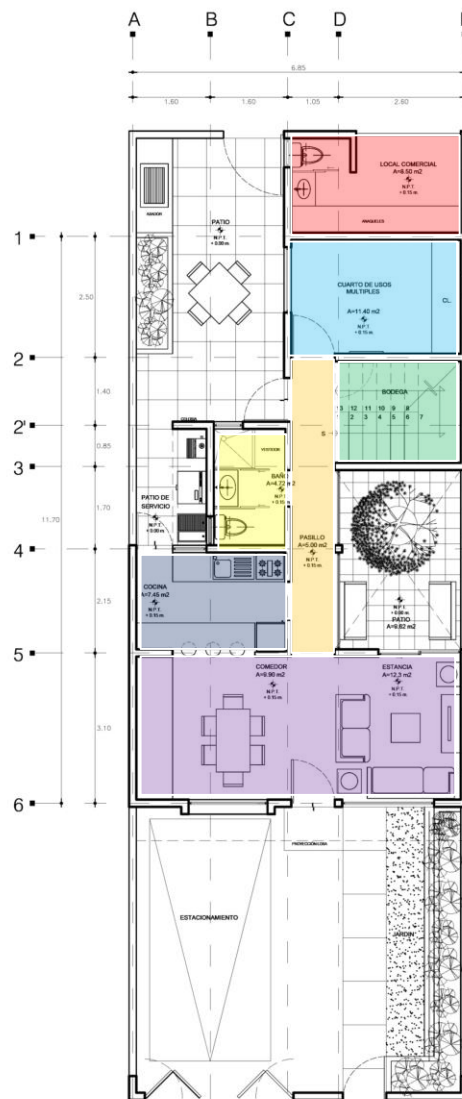 A B C D
6.85
1.60 1.60 1.05 2.60
LOCAL COMERCIAL
A=8.50 m2
N.P.T.
+ 0.15 m.
ANAQUELES
ASADOR
PATIO
N.P.T.
+ 0.00 m.
1
CUARTO DE USOS
MULTIPLES
CL.
A=11.40 m2
N.P.T.
+ 0.15 m.
2.50
2
BODEGA
13 12 11 10 9 8
1 2 3 4 5 6 7
S
1.40
2'
COLUMNA
0.85
VESTIDOR
3
BAÑO
A=4.72 m2
N.P.T.
+ 0.15 m.
PATIO DE
SERVICIO
N.P.T.
+ 0.00 m.
11.70
1.70
PASILLO
A=5.00 m2
N.P.T.
+ 0.15 m.
4
COCINA
A=7.45 m2
N.P.T.
+ 0.15 m.
2.15
N.P.T.
+ 0.00 m.
PATIO
A=9.82 m2
5
COMEDOR
A=9.90 m2
N.P.T.
+ 0.15 m.
ESTANCIA
A=12.3 m2
N.P.T.
+ 0.15 m.
3.10
6
PROYECCIÓN LOSA
ESTACIONAMIENTO
JARDIN